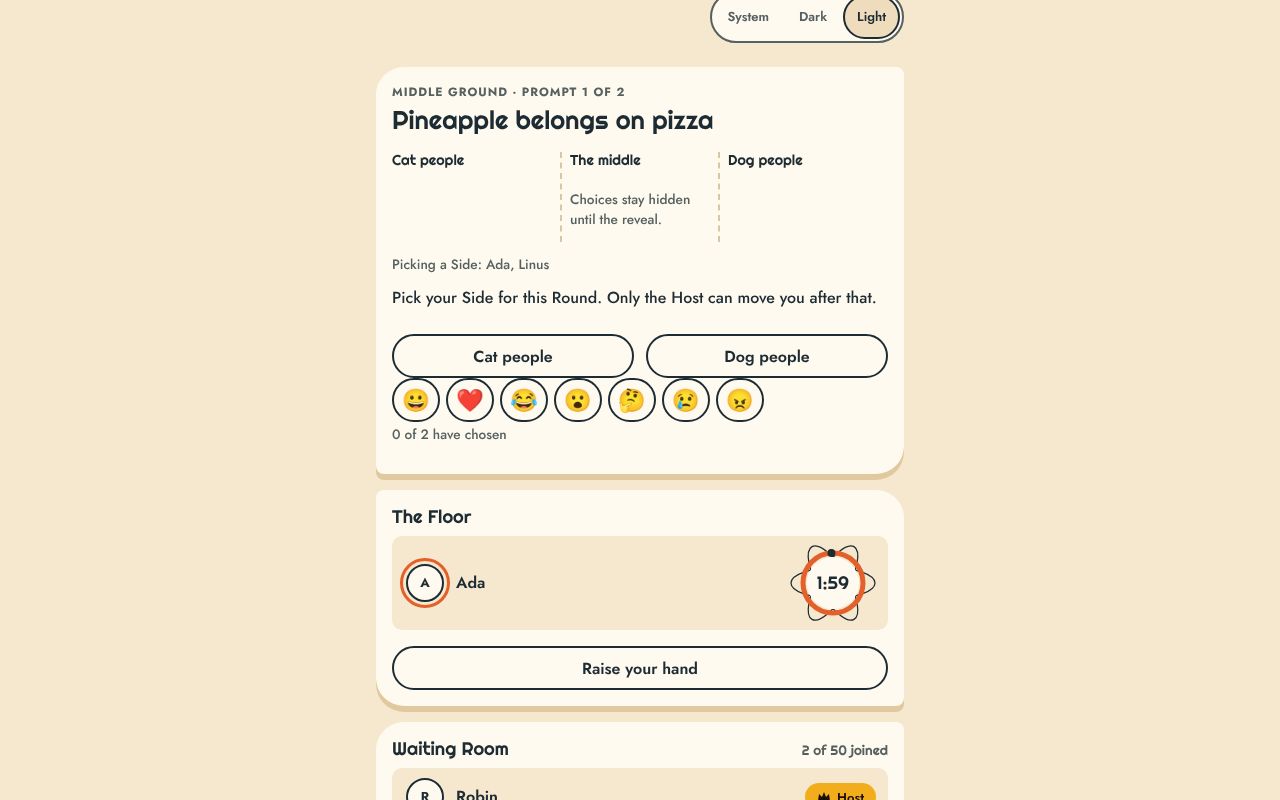 System Dark Light
MIDDLE GROUND · PROMPT 1 OF 2
Pineapple belongs on pizza
Cat people The middle Dog people
Choices stay hidden
until the reveal.
Picking a Side: Ada, Linus
Pick your Side for this Round. Only the Host can move you after that.
Cat people Dog people
0 of 2 have chosen
The Floor
A Ada 1:59
Raise your hand
Waiting Room 2 of 50 joined
R Robin Host